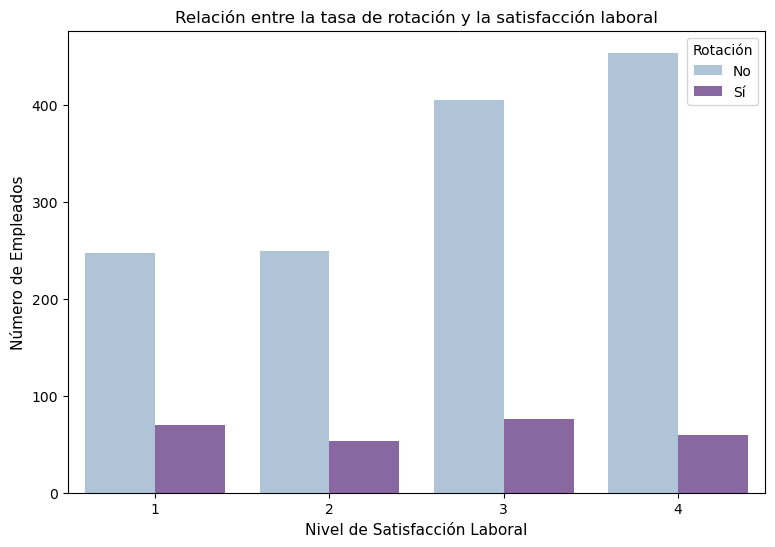 Relación entre la tasa de rotación y la satisfacción laboral
Rotación
No
Sí
Número de Empleados
400
300
200
100
0
1 2 3 4
Nivel de Satisfacción Laboral